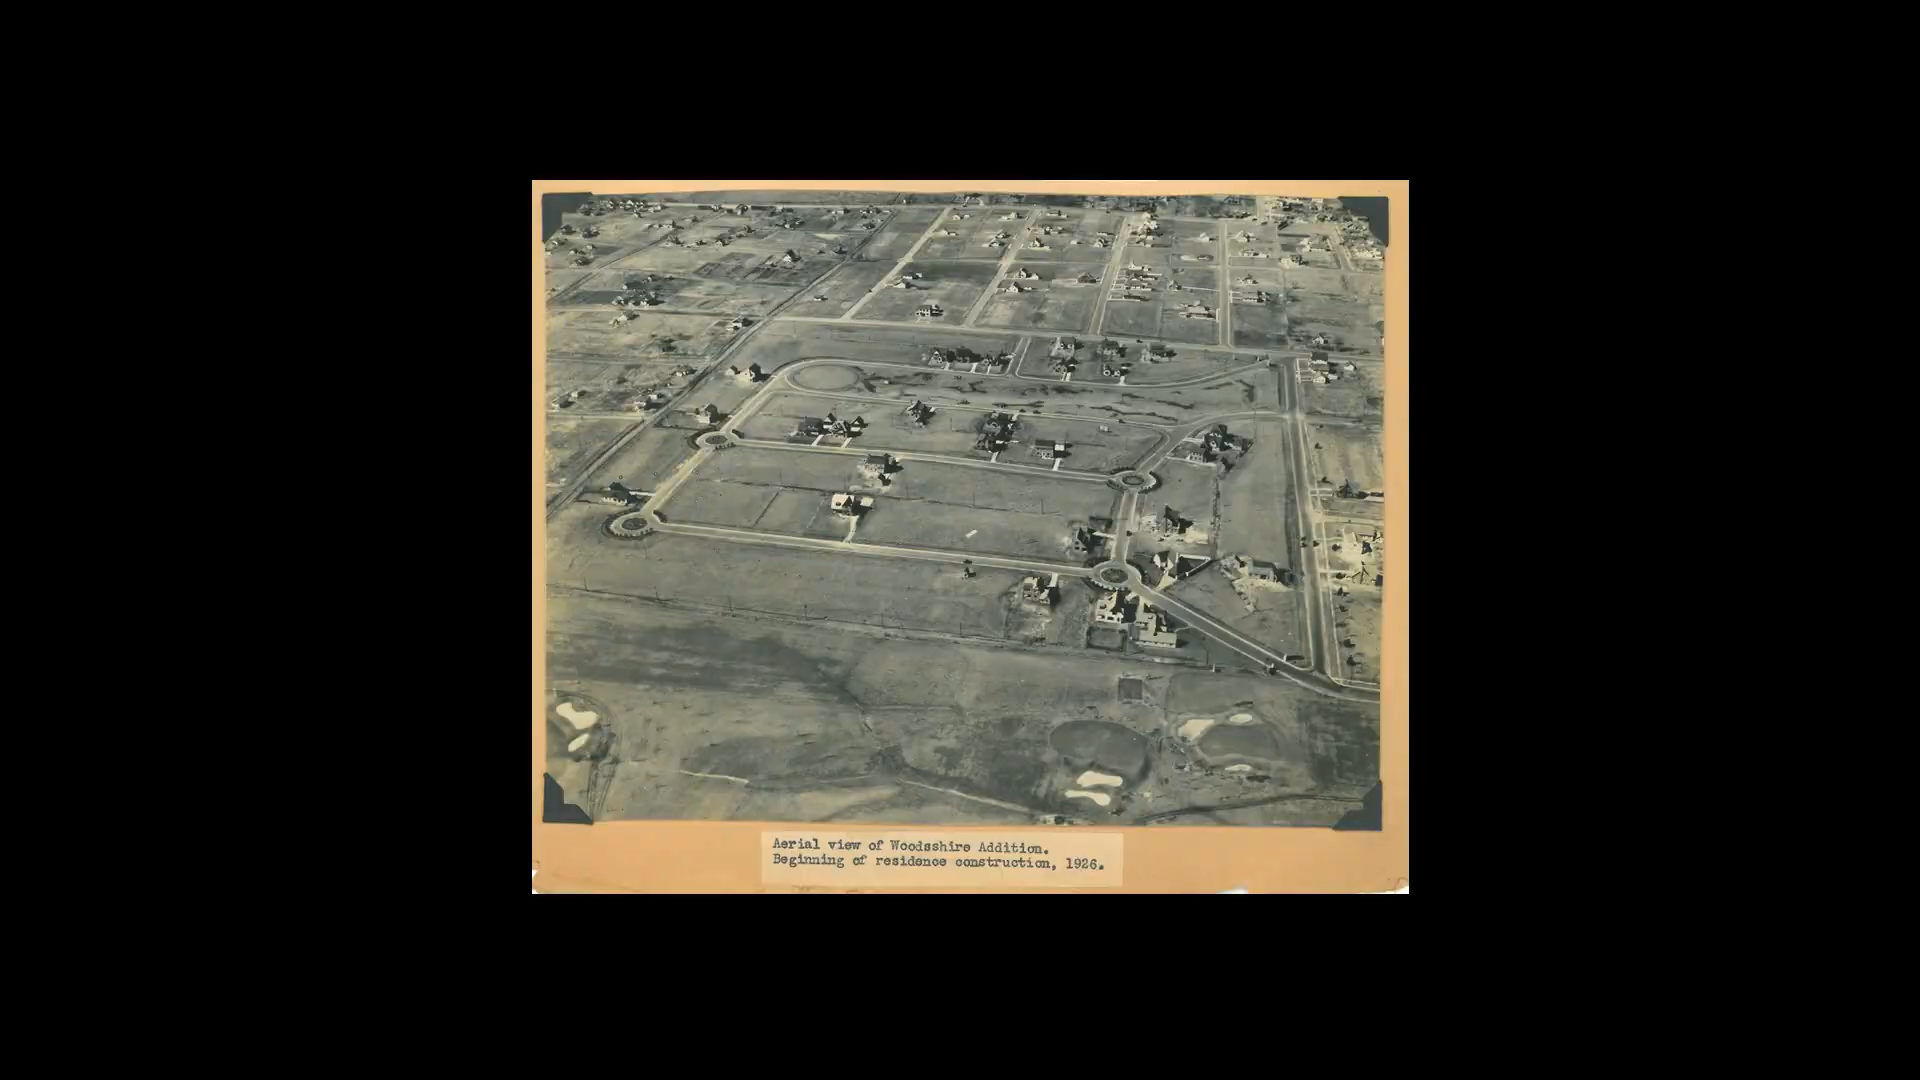 Aerial view of Woodsshire Addition.
Beginning of residence construction, 1926.